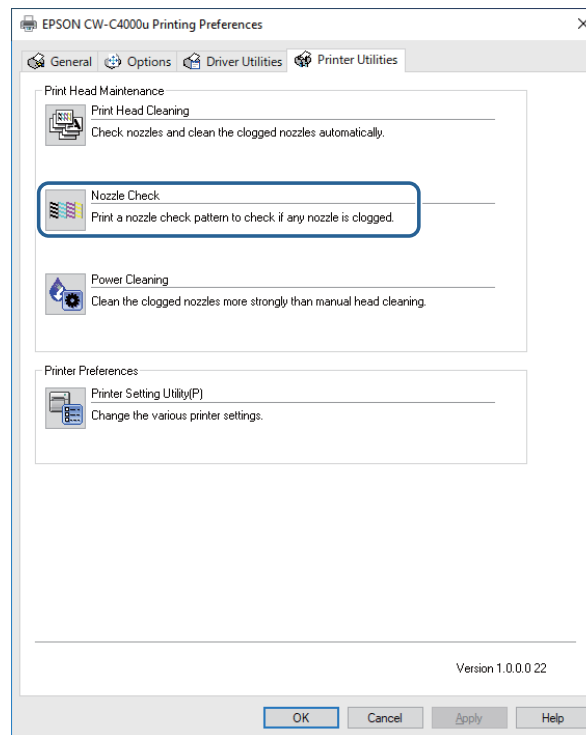 EPSON CW-C4000u Printing Preferences
General
Options
Driver Utilities
Printer Utilities
Print Head Maintenance
Print Head Cleaning
Check nozzles and clean the clogged nozzles automatically.
Nozzle Check
Print a nozzle check pattern to check if any nozzle is clogged.
Power Cleaning
Clean the clogged nozzles more strongly than manual head cleaning.
Printer Preferences
Printer Setting Utility(P)
Change the various printer settings.
Version 1.0.0.0 22
OK
Cancel
Apply
Help